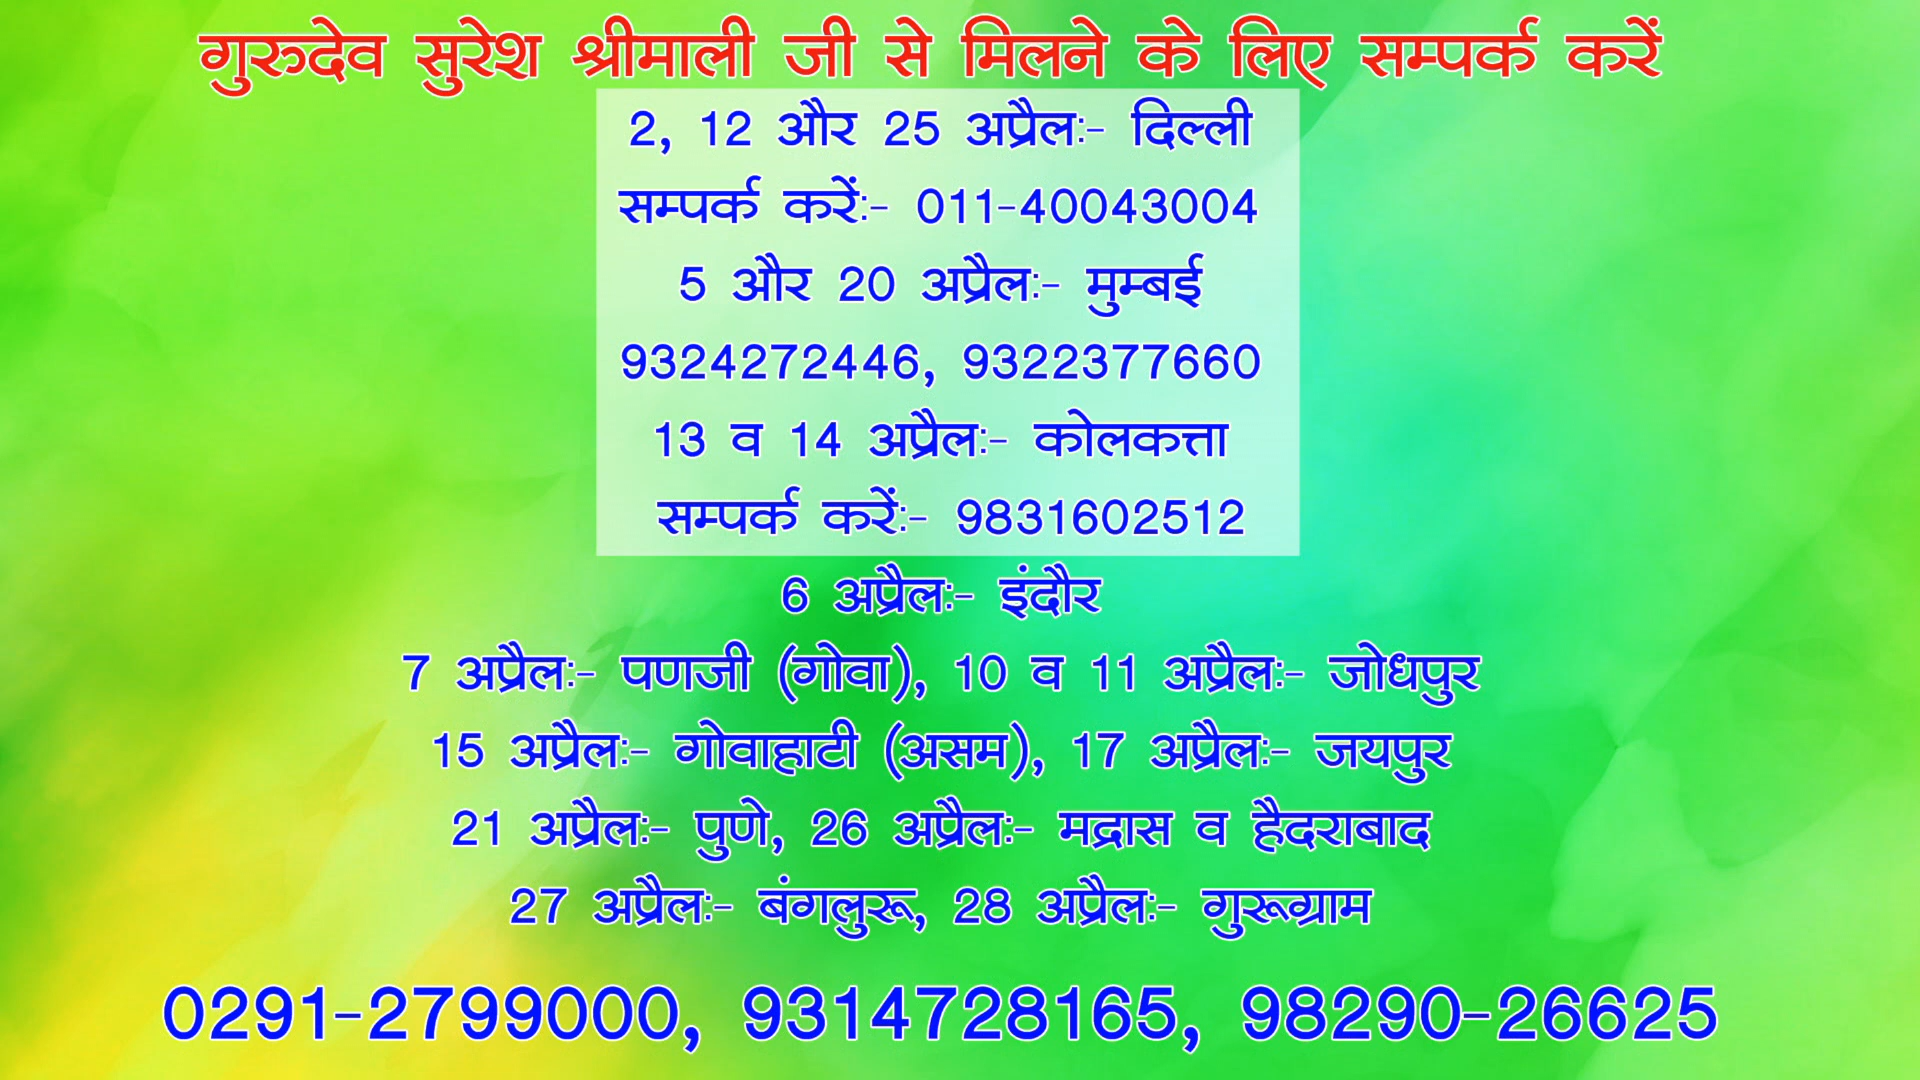 गुरुदेव सुरेश श्रीमाली जी से मिलने के लिए सम्पर्क करें
2, 12 और 25 अप्रैलः- दिल्ली
सम्पर्क करेंः- 011-40043004
5 और 20 अप्रैलः- मुम्बई
9324272446, 9322377660
13 व 14 अप्रैलः- कोलकत्ता
सम्पर्क करेंः- 9831602512
6 अप्रैलः- इंदौर
7 अप्रैलः- पणजी (गोवा), 10 व 11 अप्रैलः- जोधपुर
15 अप्रैलः- गोवाहाटी (असम), 17 अप्रैलः- जयपुर
21 अप्रैलः- पुणे, 26 अप्रैलः- मद्रास व हैदराबाद
27 अप्रैलः- बंगलुरू, 28 अप्रैलः- गुरूग्राम
0291-2799000, 9314728165, 98290-26625